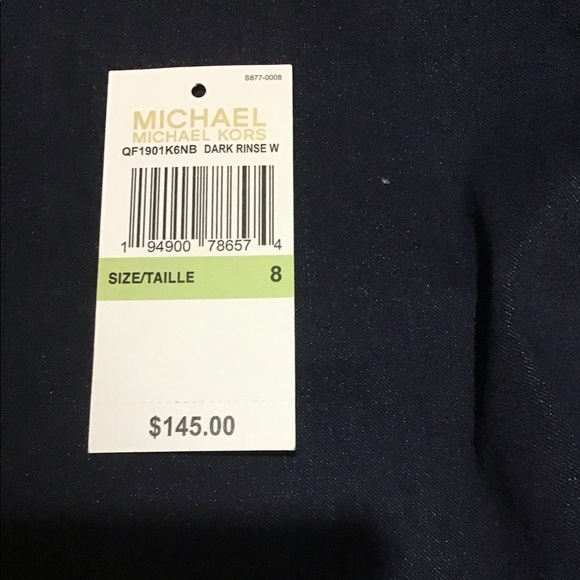 S877-0008
MICHAEL
MICHAEL KORS
QF1901K6NB DARK RINSE W
1 94900 78657 4
SIZE/TAILLE 8
$145.00